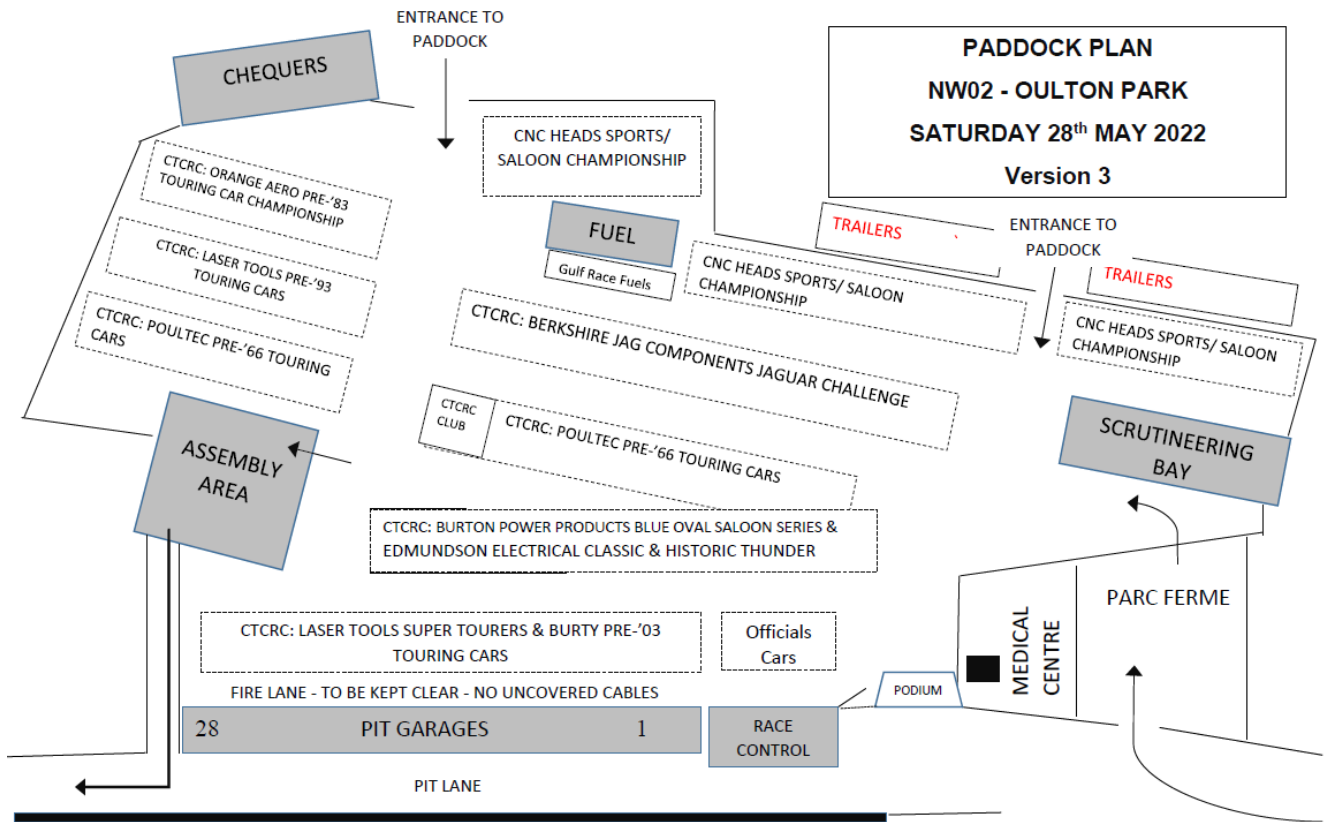 ENTRANCE TO
PADDOCK
PADDOCK PLAN
NW02 - OULTON PARK
SATURDAY 28th MAY 2022
Version 3
CHEQUERS
CNC HEADS SPORTS/
SALOON CHAMPIONSHIP
CTCRC: ORANGE AERO PRE-'83
TOURING CAR CHAMPIONSHIP
FUEL
Gulf Race Fuels
TRAILERS
ENTRANCE TO
PADDOCK
TRAILERS
CTCRC: LASER TOOLS PRE-'93
TOURING CARS
CNC HEADS SPORTS/ SALOON
CHAMPIONSHIP
CTCRC: POULTEC PRE-'66 TOURING
CARS
CTCRC: BERKSHIRE JAG COMPONENTS JAGUAR CHALLENGE
CNC HEADS SPORTS/ SALOON
CHAMPIONSHIP
CTCRC
CLUB
CTCRC: POULTEC PRE-'66 TOURING CARS
SCRUTINEERING
BAY
ASSEMBLY
AREA
CTCRC: BURTON POWER PRODUCTS BLUE OVAL SALOON SERIES &
EDMUNDSON ELECTRICAL CLASSIC & HISTORIC THUNDER
PARC FERME
MEDICAL
CENTRE
CTCRC: LASER TOOLS SUPER TOURERS & BURTY PRE-'03
TOURING CARS
Officials
Cars
FIRE LANE - TO BE KEPT CLEAR - NO UNCOVERED CABLES
PODIUM
28 PIT GARAGES 1
RACE
CONTROL
PIT LANE